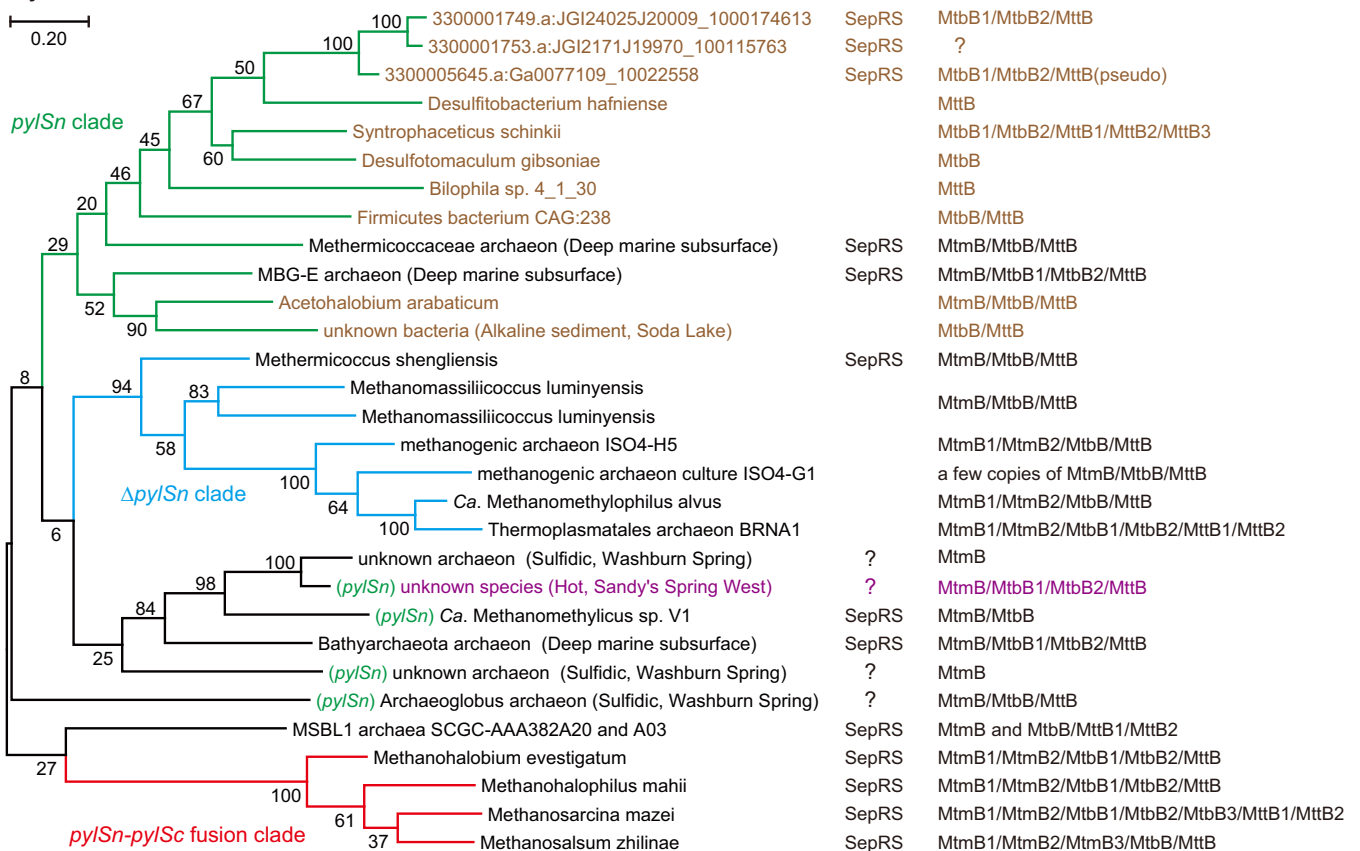 100 3300001749.a:JGI24025J20009_1000174613 SepRS MtbB1/MtbB2/MttB
0.20 100 3300001753.a:JGI2171J19970_100115763 SepRS ?
50 3300005645.a:Ga0077109_10022558 SepRS MtbB1/MtbB2/MttB(pseudo)
67 Desulfitobacterium hafniense MttB
pylSn clade
45 Syntrophaceticus schinkii MtbB1/MtbB2/MttB1/MttB2/MttB3
60 Desulfotomaculum gibsoniae MtbB
46 Bilophila sp. 4_1_30 MttB
20 Firmicutes bacterium CAG:238 MtbB/MttB
29 Methermicoccaceae archaeon (Deep marine subsurface) SepRS MtmB/MtbB/MttB
MBG-E archaeon (Deep marine subsurface) SepRS MtmB/MtbB1/MtbB2/MttB
52 Acetohalobium arabaticum MtmB/MtbB/MttB
90 unknown bacteria (Alkaline sediment, Soda Lake) MtbB/MttB
Methermicoccus shengliensis SepRS MtmB/MtbB/MttB
8 94 83 Methanomassiliicoccus luminyensis
MtmB/MtbB/MttB
Methanomassiliicoccus luminyensis
58 methanogenic archaeon ISO4-H5 MtmB1/MtmB2/MtbB/MttB
100 methanogenic archaeon culture ISO4-G1 a few copies of MtmB/MtbB/MttB
ΔpylSn clade
64 Ca. Methanomethylophilus alvus MtmB1/MtmB2/MtbB/MttB
6 100 Thermoplasmatales archaeon BRNA1 MtmB1/MtmB2/MtbB1/MtbB2/MttB1/MttB2
100 unknown archaeon (Sulfidic, Washburn Spring) ? MtmB
98 (pylSn) unknown species (Hot, Sandy's Spring West) ? MtmB/MtbB1/MtbB2/MttB
84 (pylSn) Ca. Methanomethylicus sp. V1 SepRS MtmB/MtbB
Bathyarchaeota archaeon (Deep marine subsurface) SepRS MtmB/MtbB1/MtbB2/MttB
25 (pylSn) unknown archaeon (Sulfidic, Washburn Spring) ? MtmB
(pylSn) Archaeoglobus archaeon (Sulfidic, Washburn Spring) ? MtmB/MtbB/MttB
MSBL1 archaea SCGC-AAA382A20 and A03 SepRS MtmB and MtbB/MttB1/MttB2
27 Methanohalobium evestigatum SepRS MtmB1/MtmB2/MtbB1/MtbB2/MttB
100 Methanohalophilus mahii SepRS MtmB1/MtmB2/MtbB1/MtbB2/MttB
61 Methanosarcina mazei SepRS MtmB1/MtmB2/MtbB1/MtbB2/MtbB3/MttB1/MttB2
pylSn-pylSc fusion clade
37 Methanosalsum zhilinae SepRS MtmB1/MtmB2/MtmB3/MtbB/MttB